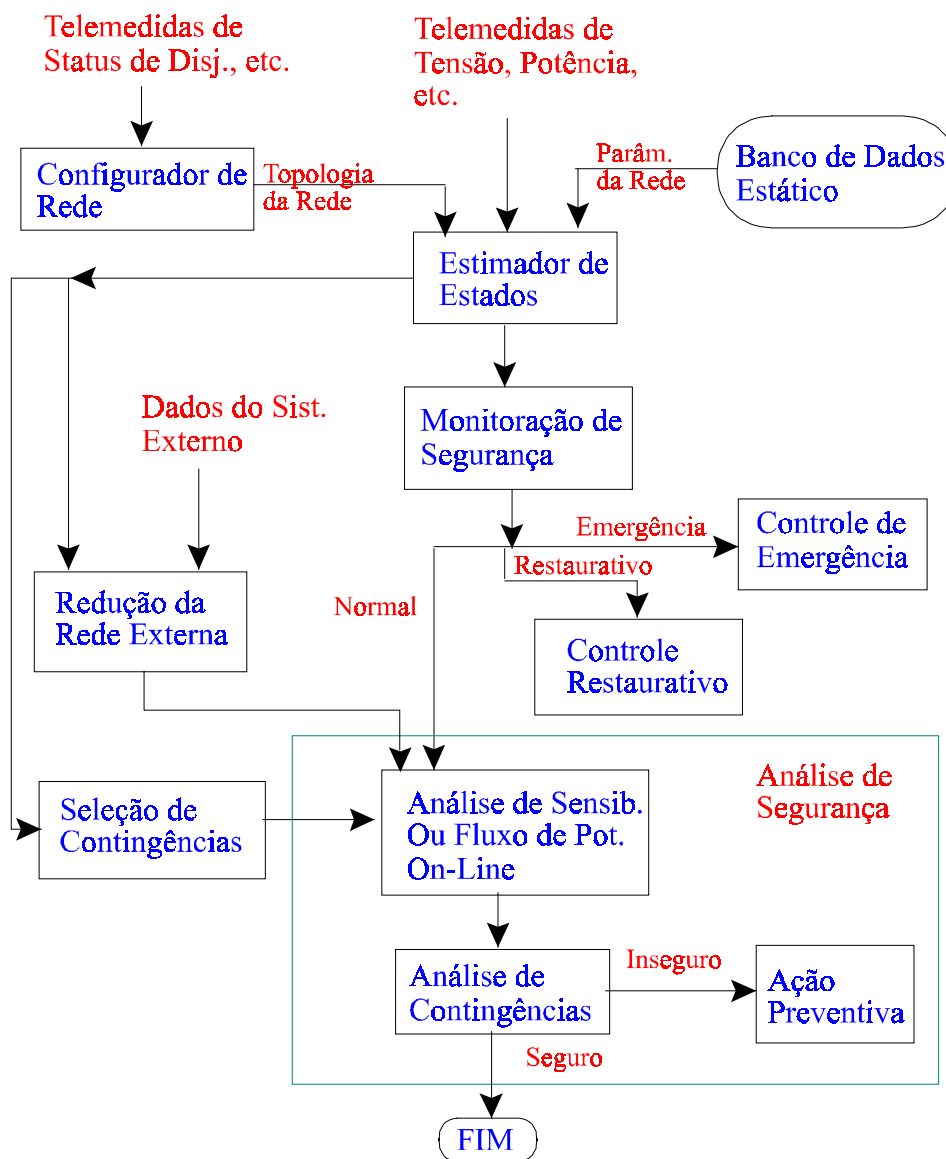 Telemedidas de
Status de Disj., etc.
Telemedidas de
Tensão, Potência,
etc.
Configurador de
Rede
Topologia
da Rede
Parâm.
da Rede
Banco de Dados
Estático
Estimador de
Estados
Dados do Sist.
Externo
Monitoração de
Segurança
Emergência
Controle de
Emergência
Restaurativo
Redução da
Rede Externa
Normal
Controle
Restaurativo
Seleção de
Contingências
Análise de Sensib.
Ou Fluxo de Pot.
On-Line
Análise de
Segurança
Análise de
Contingências
Inseguro
Ação
Preventiva
Seguro
FIM